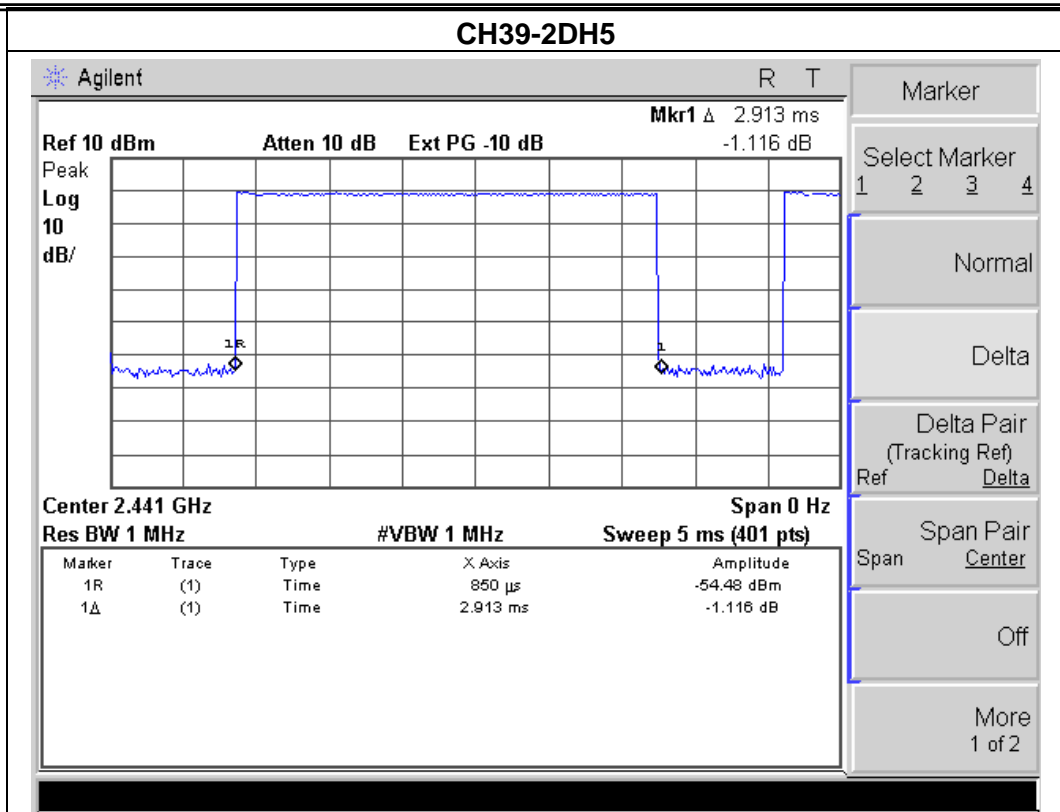 CH39-2DH5
Agilent R T
Mkr1 Δ 2.913 ms
Ref 10 dBm Atten 10 dB Ext PG -10 dB -1.116 dB
Peak
Log
10
dB/
1R
1
Center 2.441 GHz Span 0 Hz
Res BW 1 MHz #VBW 1 MHz Sweep 5 ms (401 pts)
Marker Trace Type X Axis Amplitude
1R (1) Time 850 µs -54.48 dBm
1Δ (1) Time 2.913 ms -1.116 dB
Marker
Select Marker
1 2 3 4
Normal
Delta
Delta Pair
(Tracking Ref)
Ref Delta
Span Pair
Span Center
Off
More
1 of 2